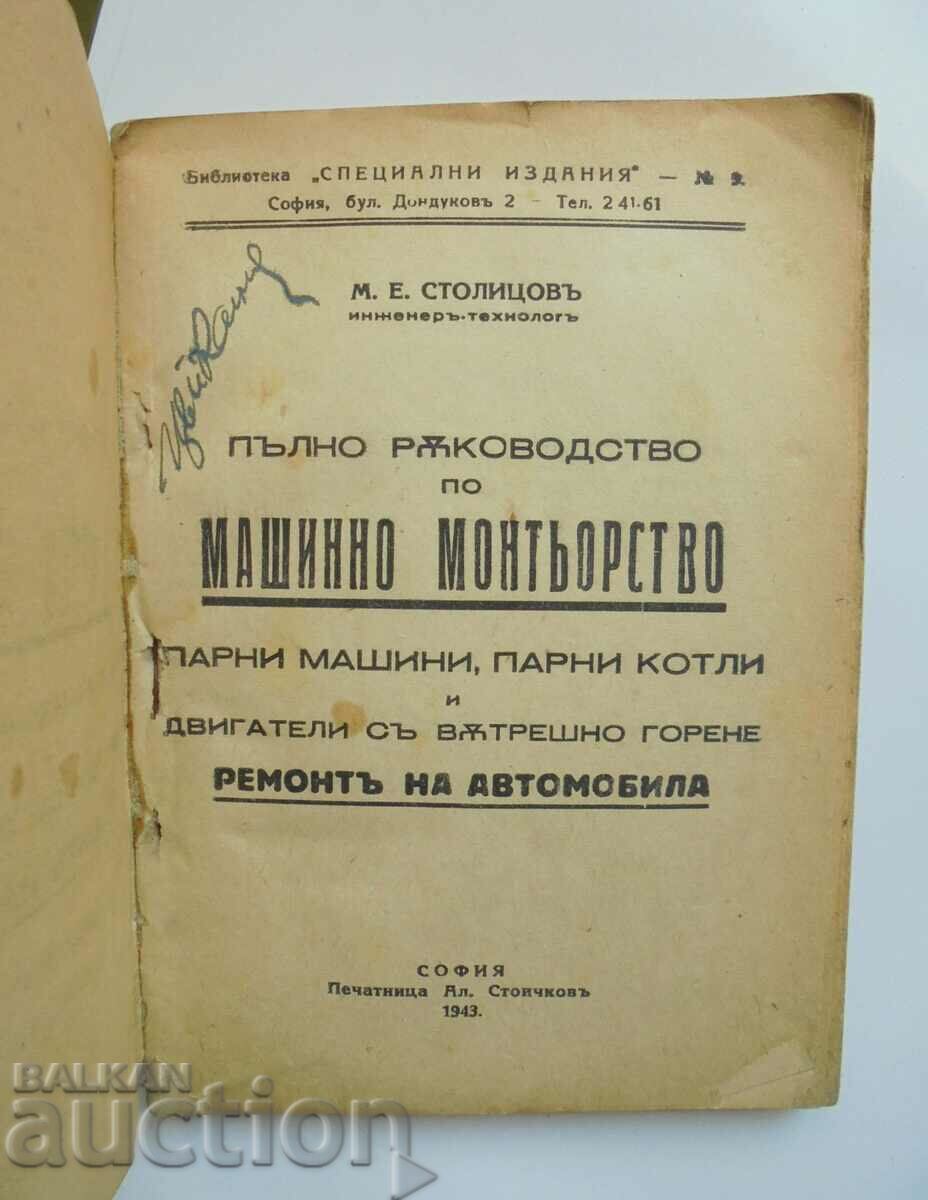 Библиотека „СПЕЦИАЛНИ ИЗДАНИЯ" — № 9.
София, бул. Дондуковъ 2 - Тел. 2 41-61
М. Е. СТОЛИЦОВЪ
инженеръ-технологъ
ПЪЛНО РѪКОВОДСТВО
ПО
МАШИННО МОНТЬОРСТВО
ПАРНИ МАШИНИ, ПАРНИ КОТЛИ
И
ДВИГАТЕЛИ СЪ ВѪТРЕШНО ГОРЕНЕ
РЕМОНТЪ НА АВТОМОБИЛА
СОФИЯ
Печатница Ал. Стоичковъ
1943.
BALKAN
auction